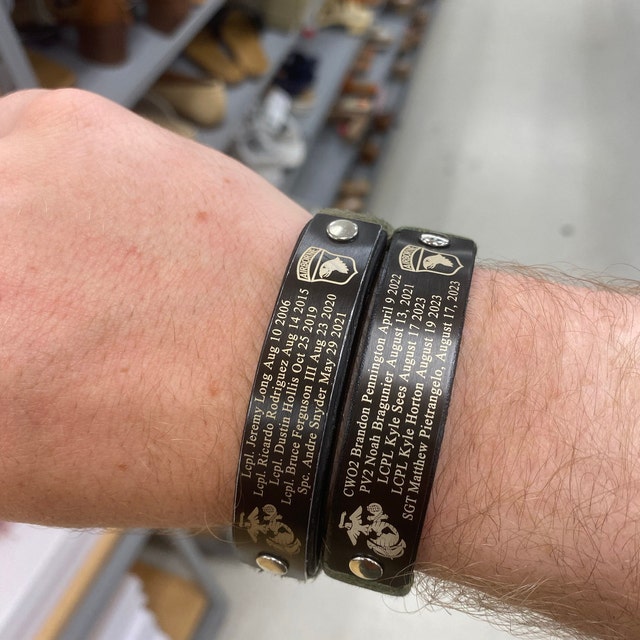 AIRBORNE
Lcpl. Jeremy Long Aug 10 2006
Lcpl. Ricardo Rodriguez Aug 14 2015
Lcpl. Dustin Hollis Oct 25 2019
Lcpl. Bruce Ferguson III Aug 23 2020
Spc. Andre Snyder May 29 2021
AIRBORNE
CWO2 Brandon Pennington April 9 2022
PV2 Noah Bragunier August 13, 2021
LCPL Kyle Sees August 17 2023
LCPL Kyle Horton August 19 2023
SGT Matthew Pietrangelo, August 17, 2023